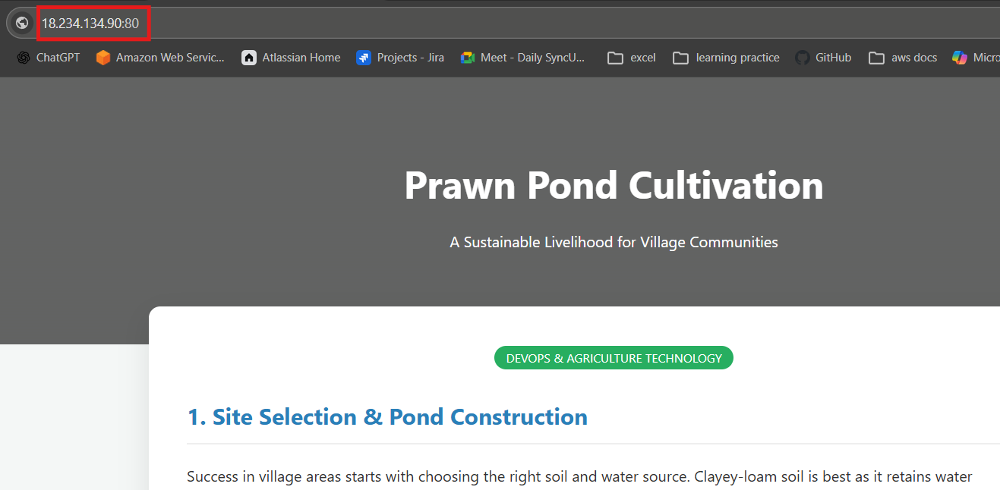 18.234.134.90:80
ChatGPT Amazon Web Servic... Atlassian Home Projects - Jira Meet - Daily SyncU... excel learning practice GitHub aws docs Micro
Prawn Pond Cultivation
A Sustainable Livelihood for Village Communities
DEVOPS & AGRICULTURE TECHNOLOGY
1. Site Selection & Pond Construction
Success in village areas starts with choosing the right soil and water source. Clayey-loam soil is best as it retains water